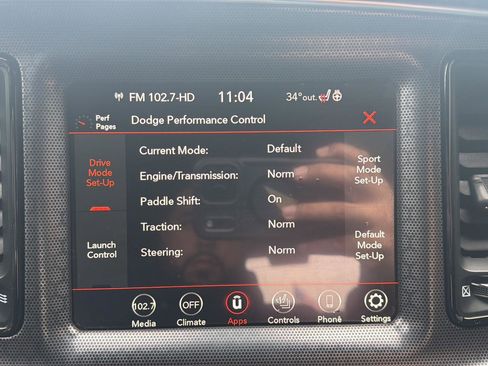 FM 102.7-HD 11:04 34°out.
Perf Pages
Dodge Performance Control
Drive Mode Set-Up
Launch Control
Current Mode: Default
Engine/Transmission: Norm
Paddle Shift: On
Traction: Norm
Steering: Norm
Sport Mode Set-Up
Default Mode Set-Up
102.7 OFF
Media Climate Apps Controls Phone Settings